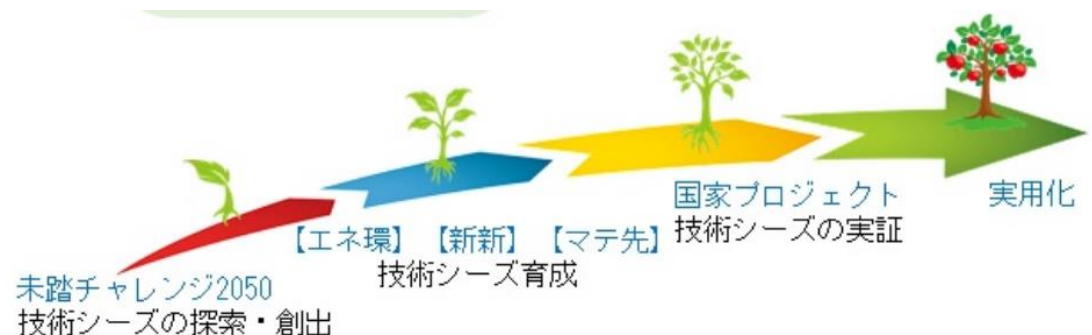 未踏チャレンジ2050
技術シーズの探索・創出
【エネ環】 【新新】 【マテ先】
技術シーズ育成
国家プロジェクト
技術シーズの実証
実用化